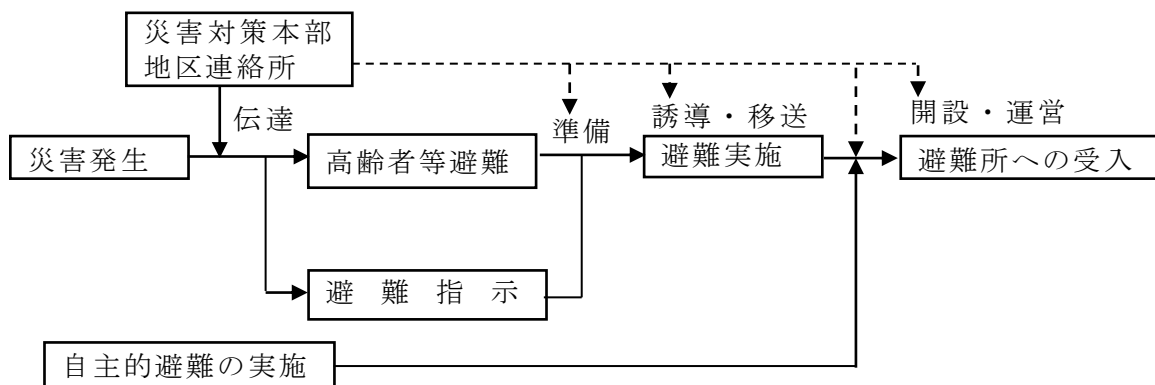 災害対策本部
地区連絡所
伝達
準備
誘導・移送
開設・運営
災害発生
高齢者等避難
避難実施
避難所への受入
避難指示
自主的避難の実施